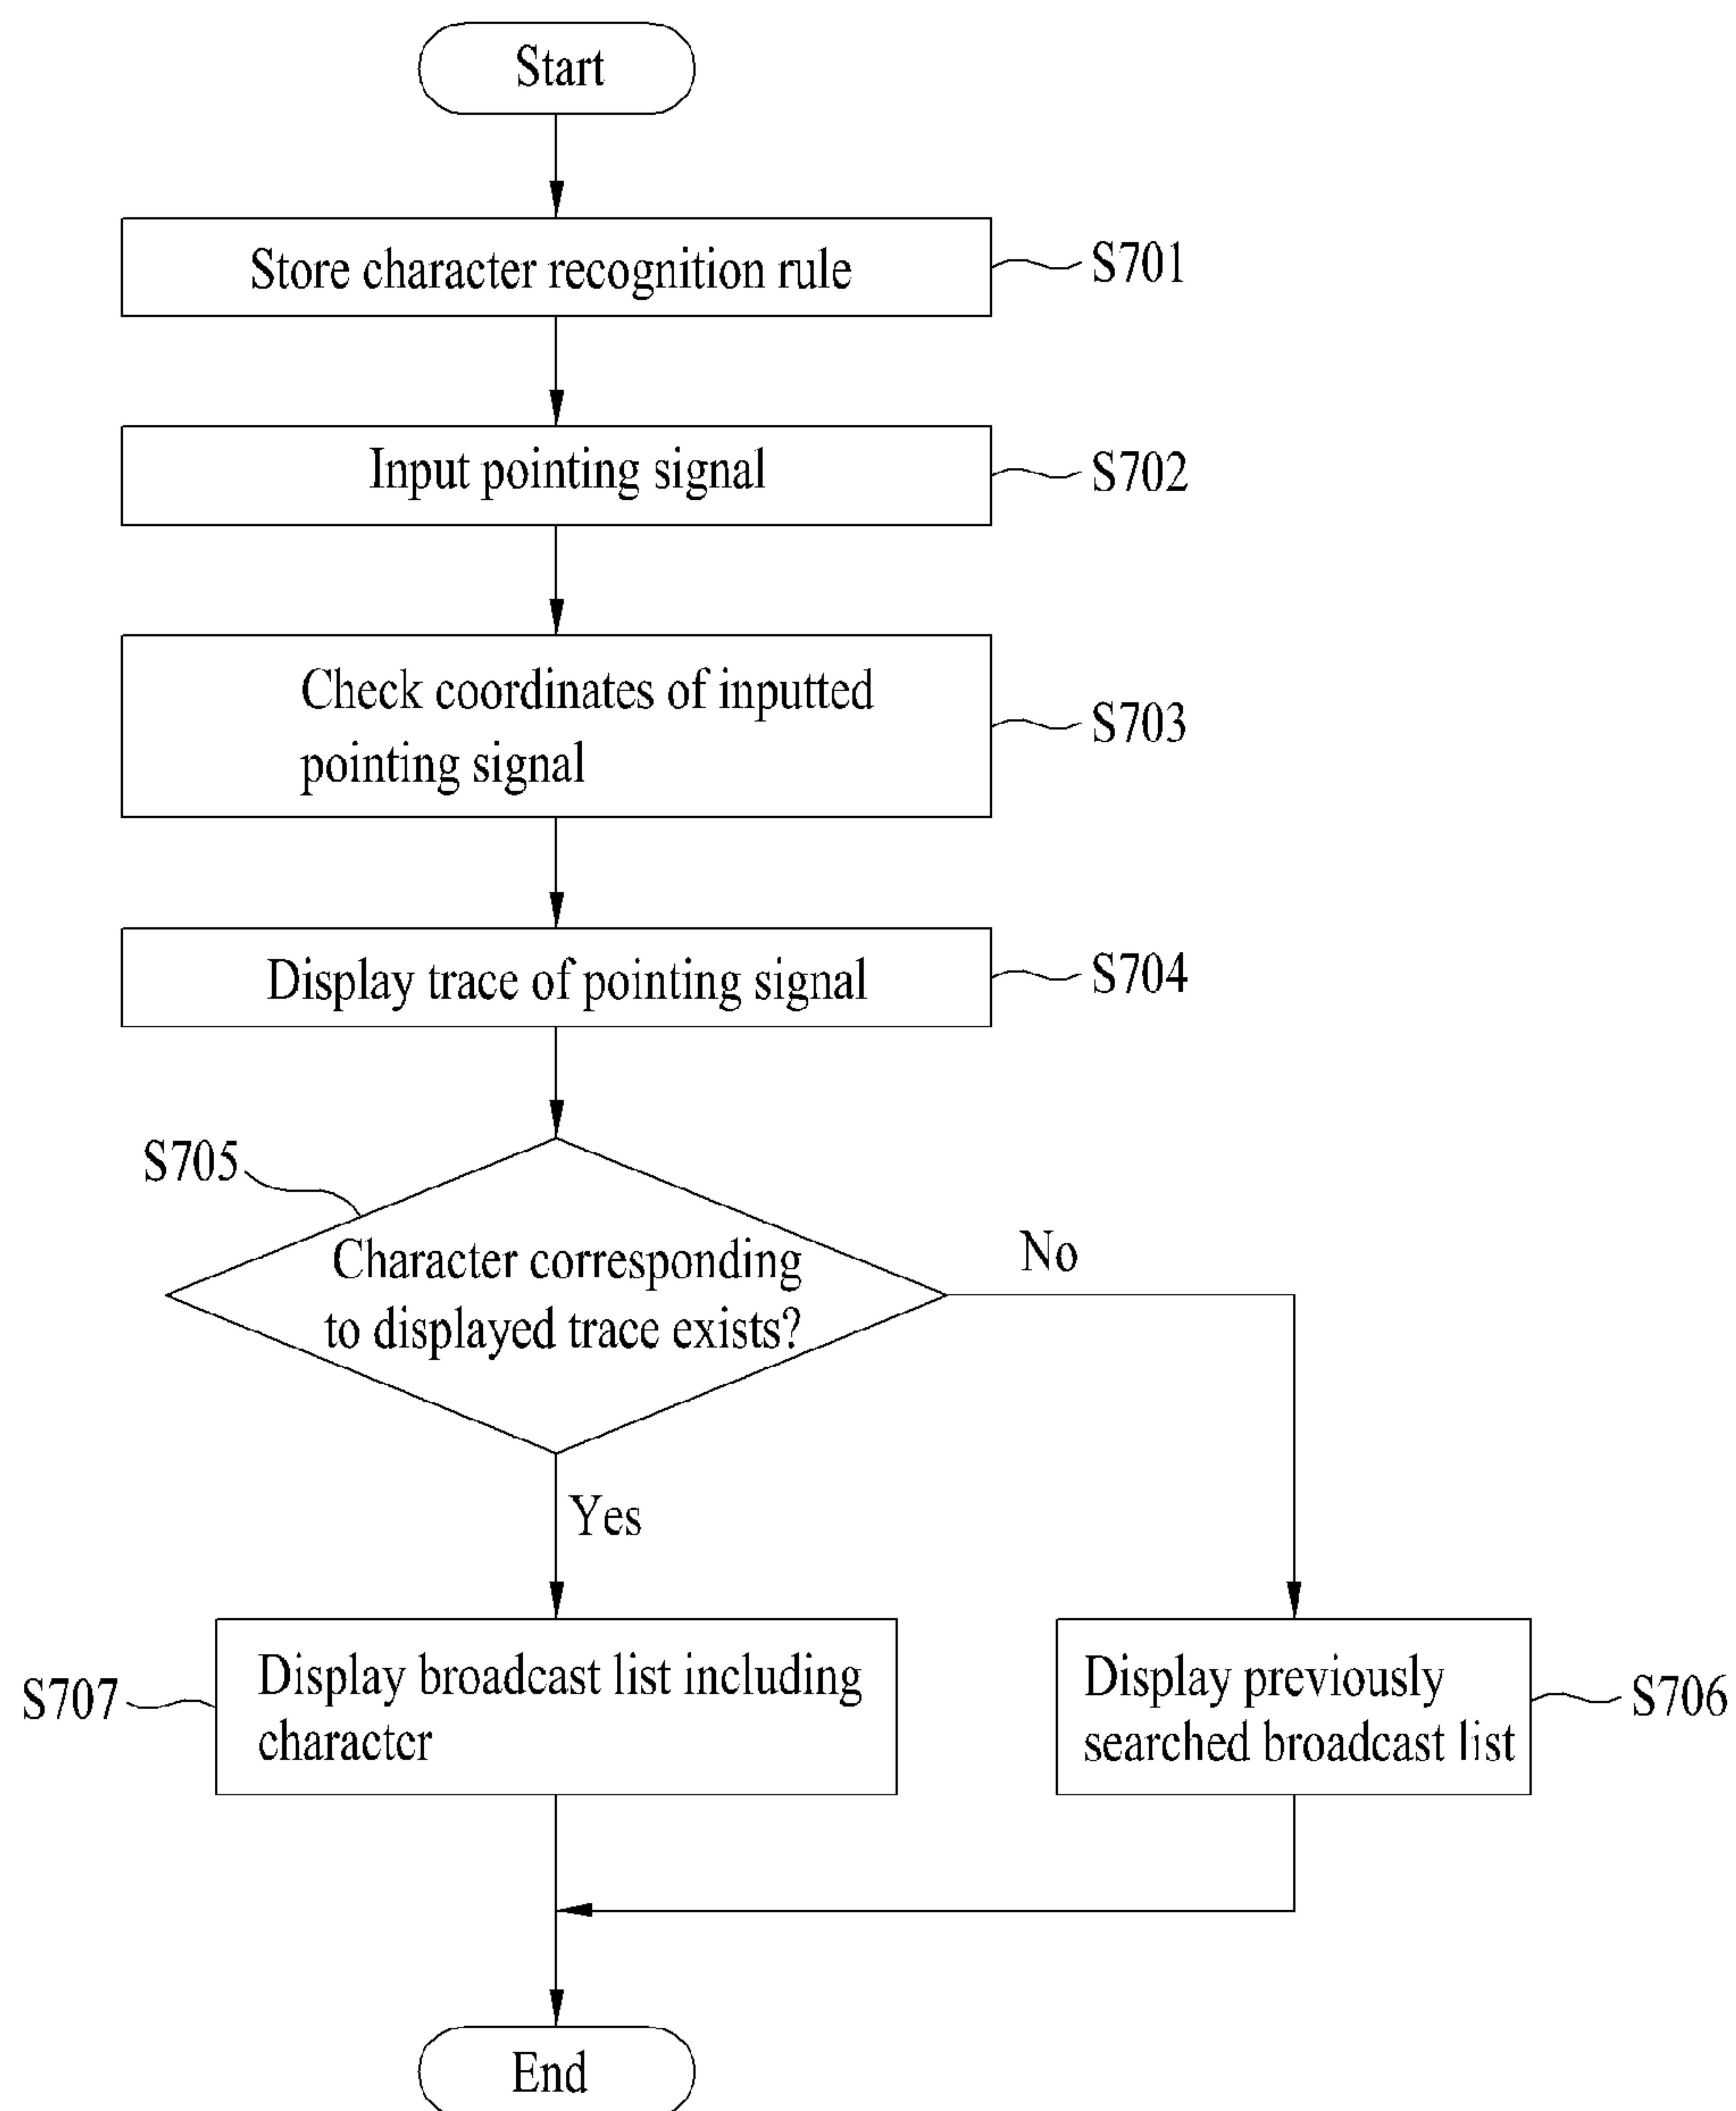 Start
Store character recognition rule
S701
Input pointing signal
S702
Check coordinates of inputted
pointing signal
S703
Display trace of pointing signal
S704
S705
Character corresponding
to displayed trace exists?
No
Yes
S707
Display broadcast list including
character
Display previously
searched broadcast list
S706
End